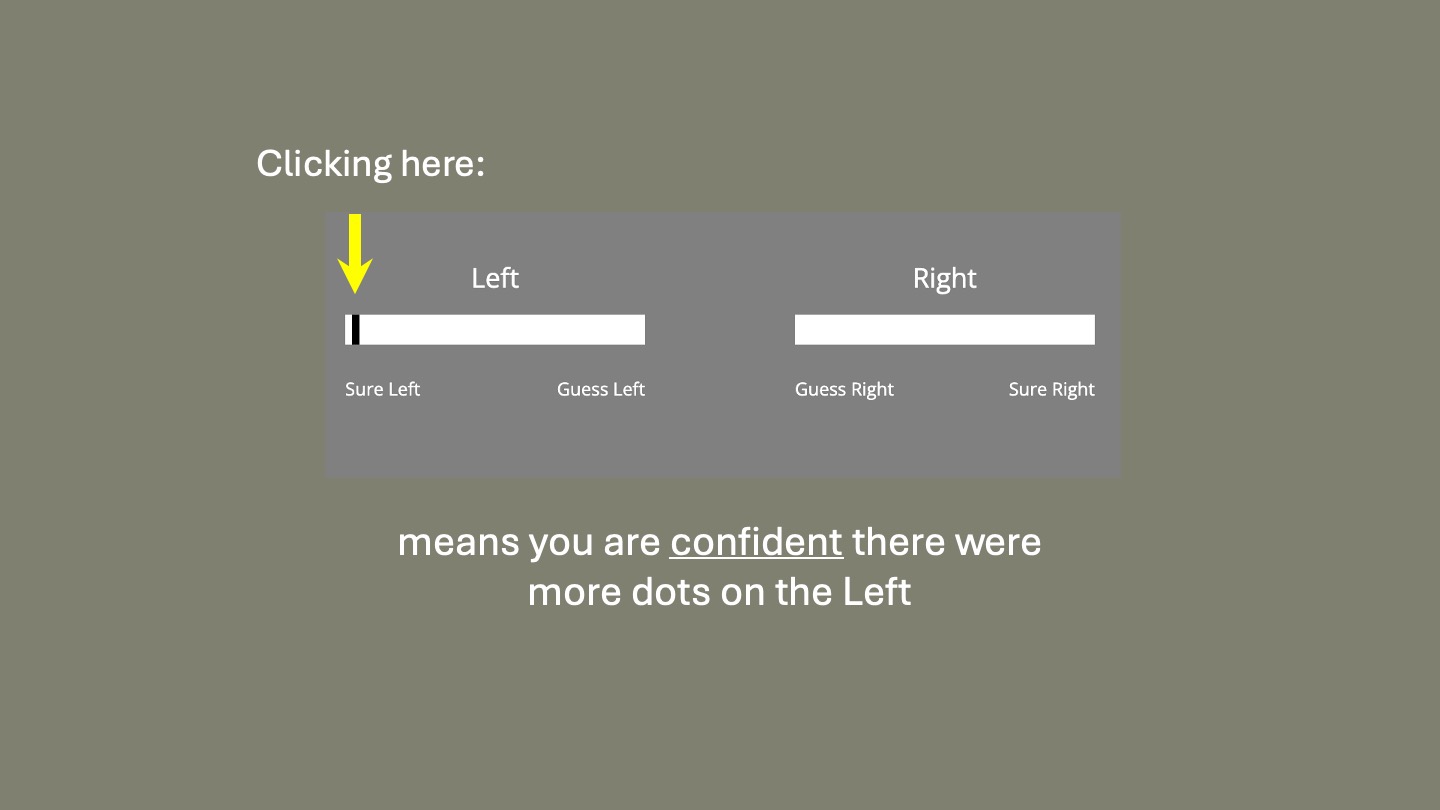 Clicking here:
Left Right
Sure Left Guess Left Guess Right Sure Right
means you are confident there were
more dots on the Left